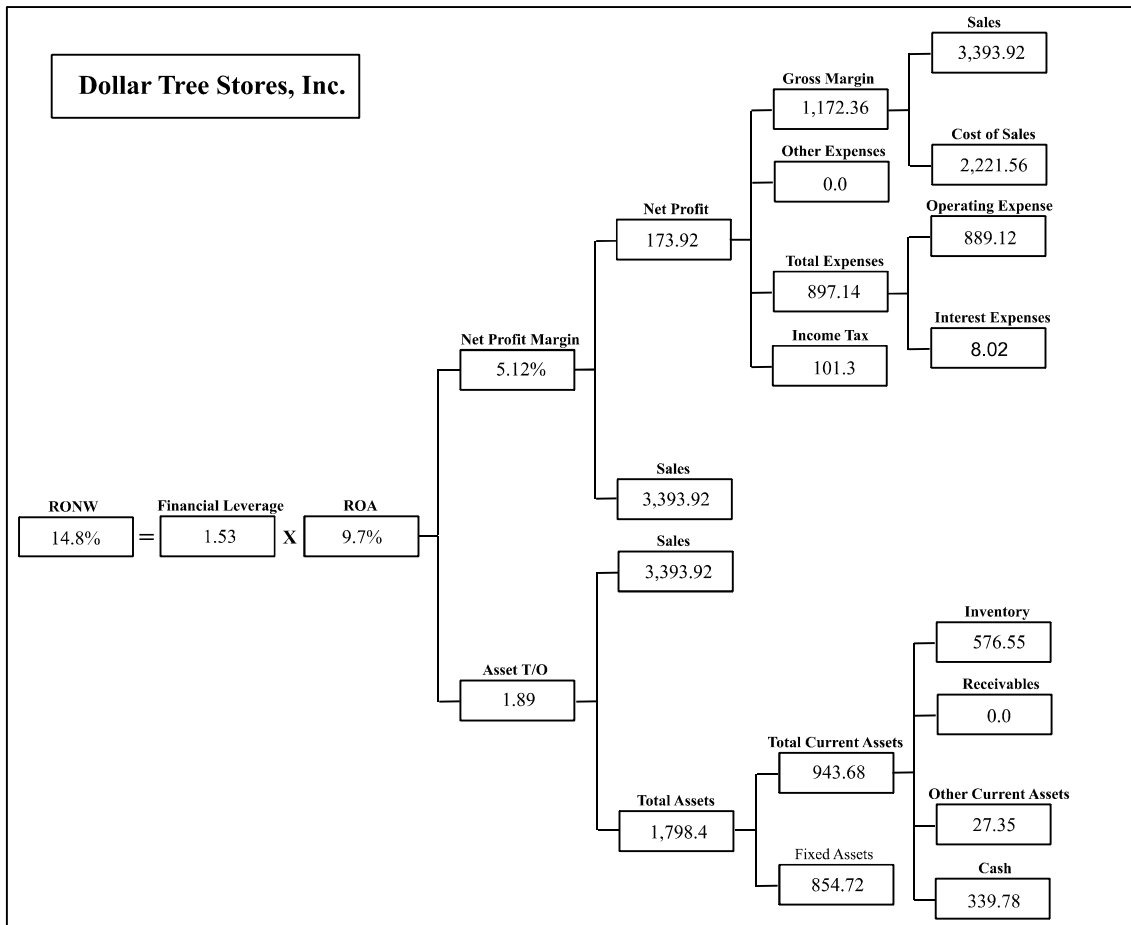 Dollar Tree Stores, Inc.
Sales
3,393.92
Gross Margin
1,172.36
Cost of Sales
2,221.56
Other Expenses
0.0
Net Profit
173.92
Operating Expense
889.12
Total Expenses
897.14
Interest Expenses
8.02
Income Tax
101.3
Net Profit Margin
5.12%
Sales
3,393.92
RONW
14.8%
=
Financial Leverage
1.53
X
ROA
9.7%
Sales
3,393.92
Asset T/O
1.89
Inventory
576.55
Receivables
0.0
Total Current Assets
943.68
Other Current Assets
27.35
Total Assets
1,798.4
Fixed Assets
854.72
Cash
339.78